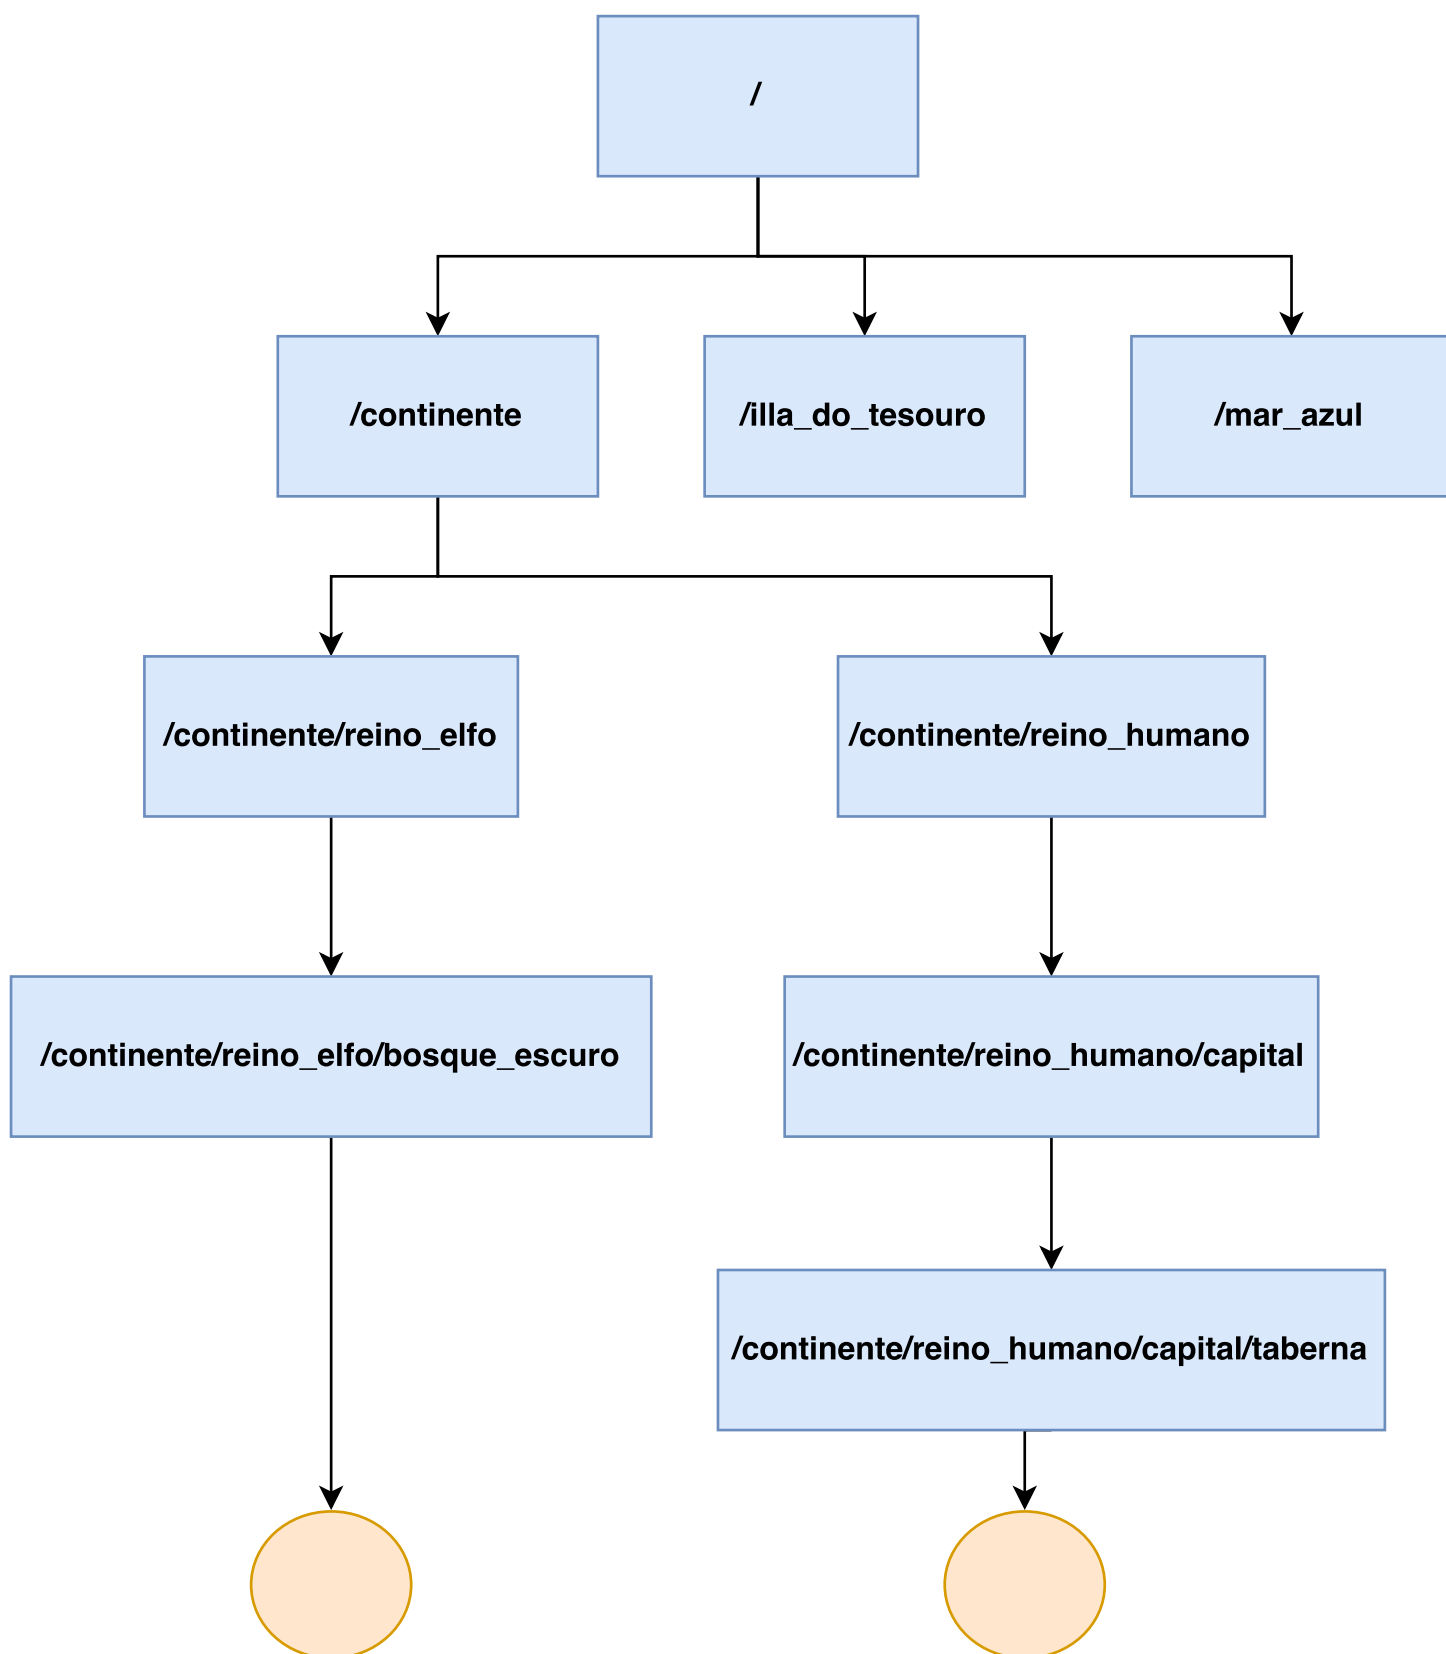 /
/continente
/illa_do_tesouro
/mar_azul
/continente/reino_elfo
/continente/reino_humano
/continente/reino_elfo/bosque_escuro
/continente/reino_humano/capital
/continente/reino_humano/capital/taberna